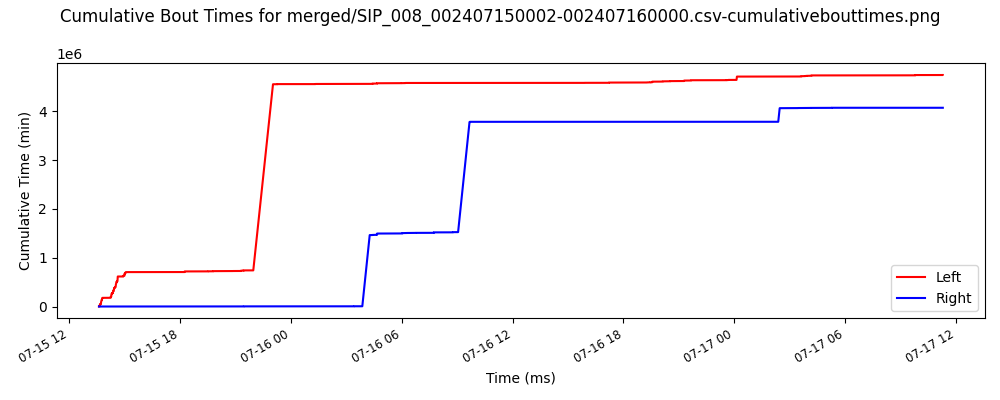 Cumulative Bout Times for merged/SIP_008_002407150002-002407160000.csv-cumulativebouttimes.png
1e6
4
3
2
1
0
Cumulative Time (min)
Left
Right
07-15 12
07-15 18
07-16 00
07-16 06
07-16 12
07-16 18
07-17 00
07-17 06
07-17 12
Time (ms)